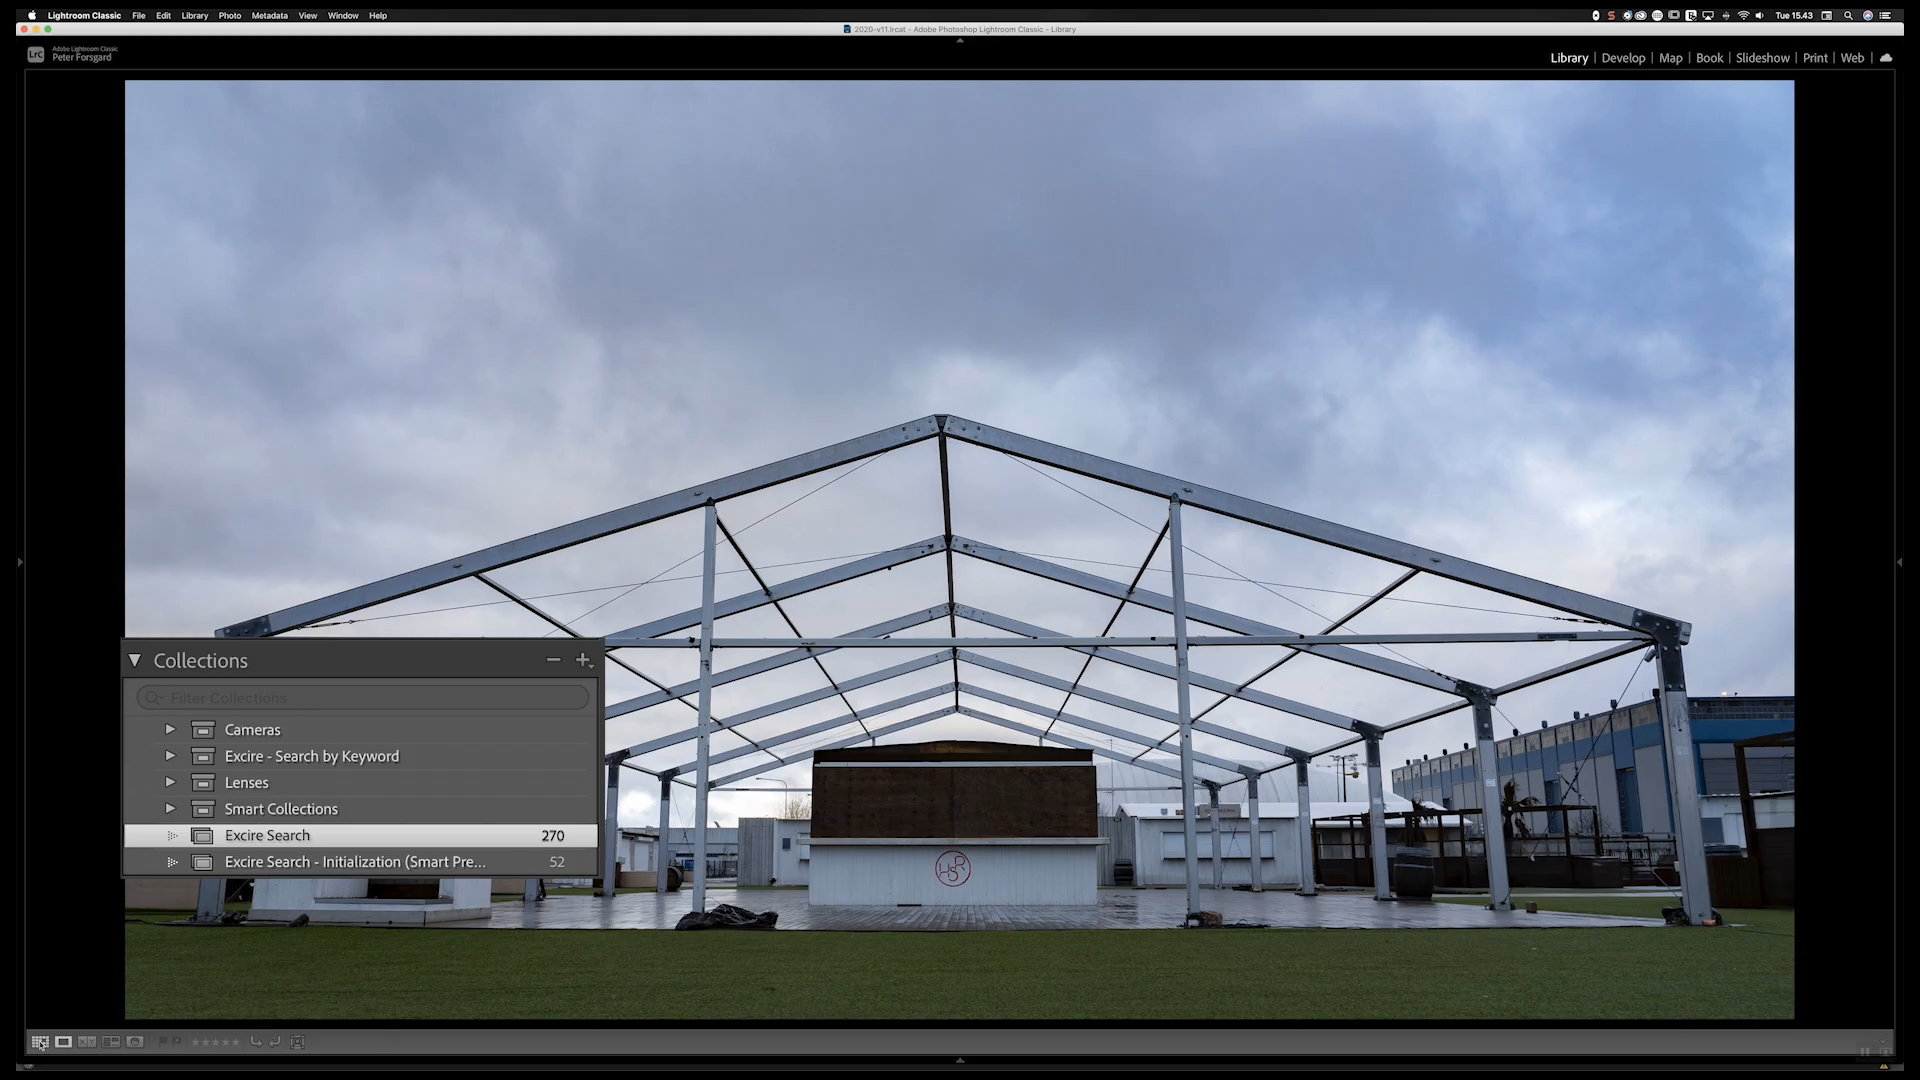 Lightroom Classic File Edit Library Photo Metadata View Window Help
Tue 15.43
2020-v11.lrcat - Adobe Photoshop Lightroom Classic - Library
LrC
Adobe Lightroom Classic
Peter Forsgard
Library | Develop | Map | Book | Slideshow | Print | Web |
Collections
Filter Collections
Cameras
Excire - Search by Keyword
Lenses
Smart Collections
Excire Search 270
Excire Search - Initialization (Smart Pre... 52
HSR